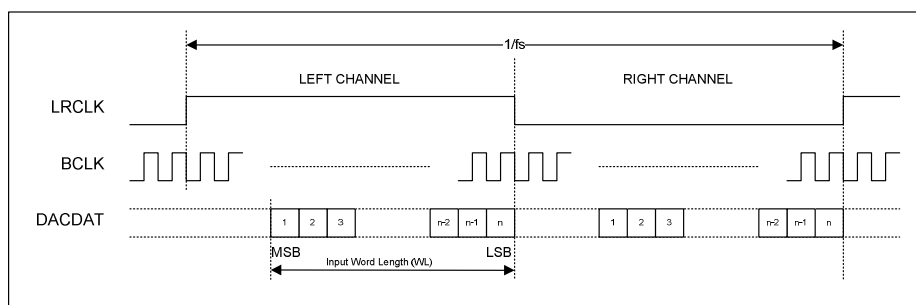 1/fs
LEFT CHANNEL RIGHT CHANNEL
LRCLK
BCLK
DACDAT 1 2 3 n-2 n-1 n 1 2 3 n-2 n-1 n
MSB LSB
Input Word Length (WL)